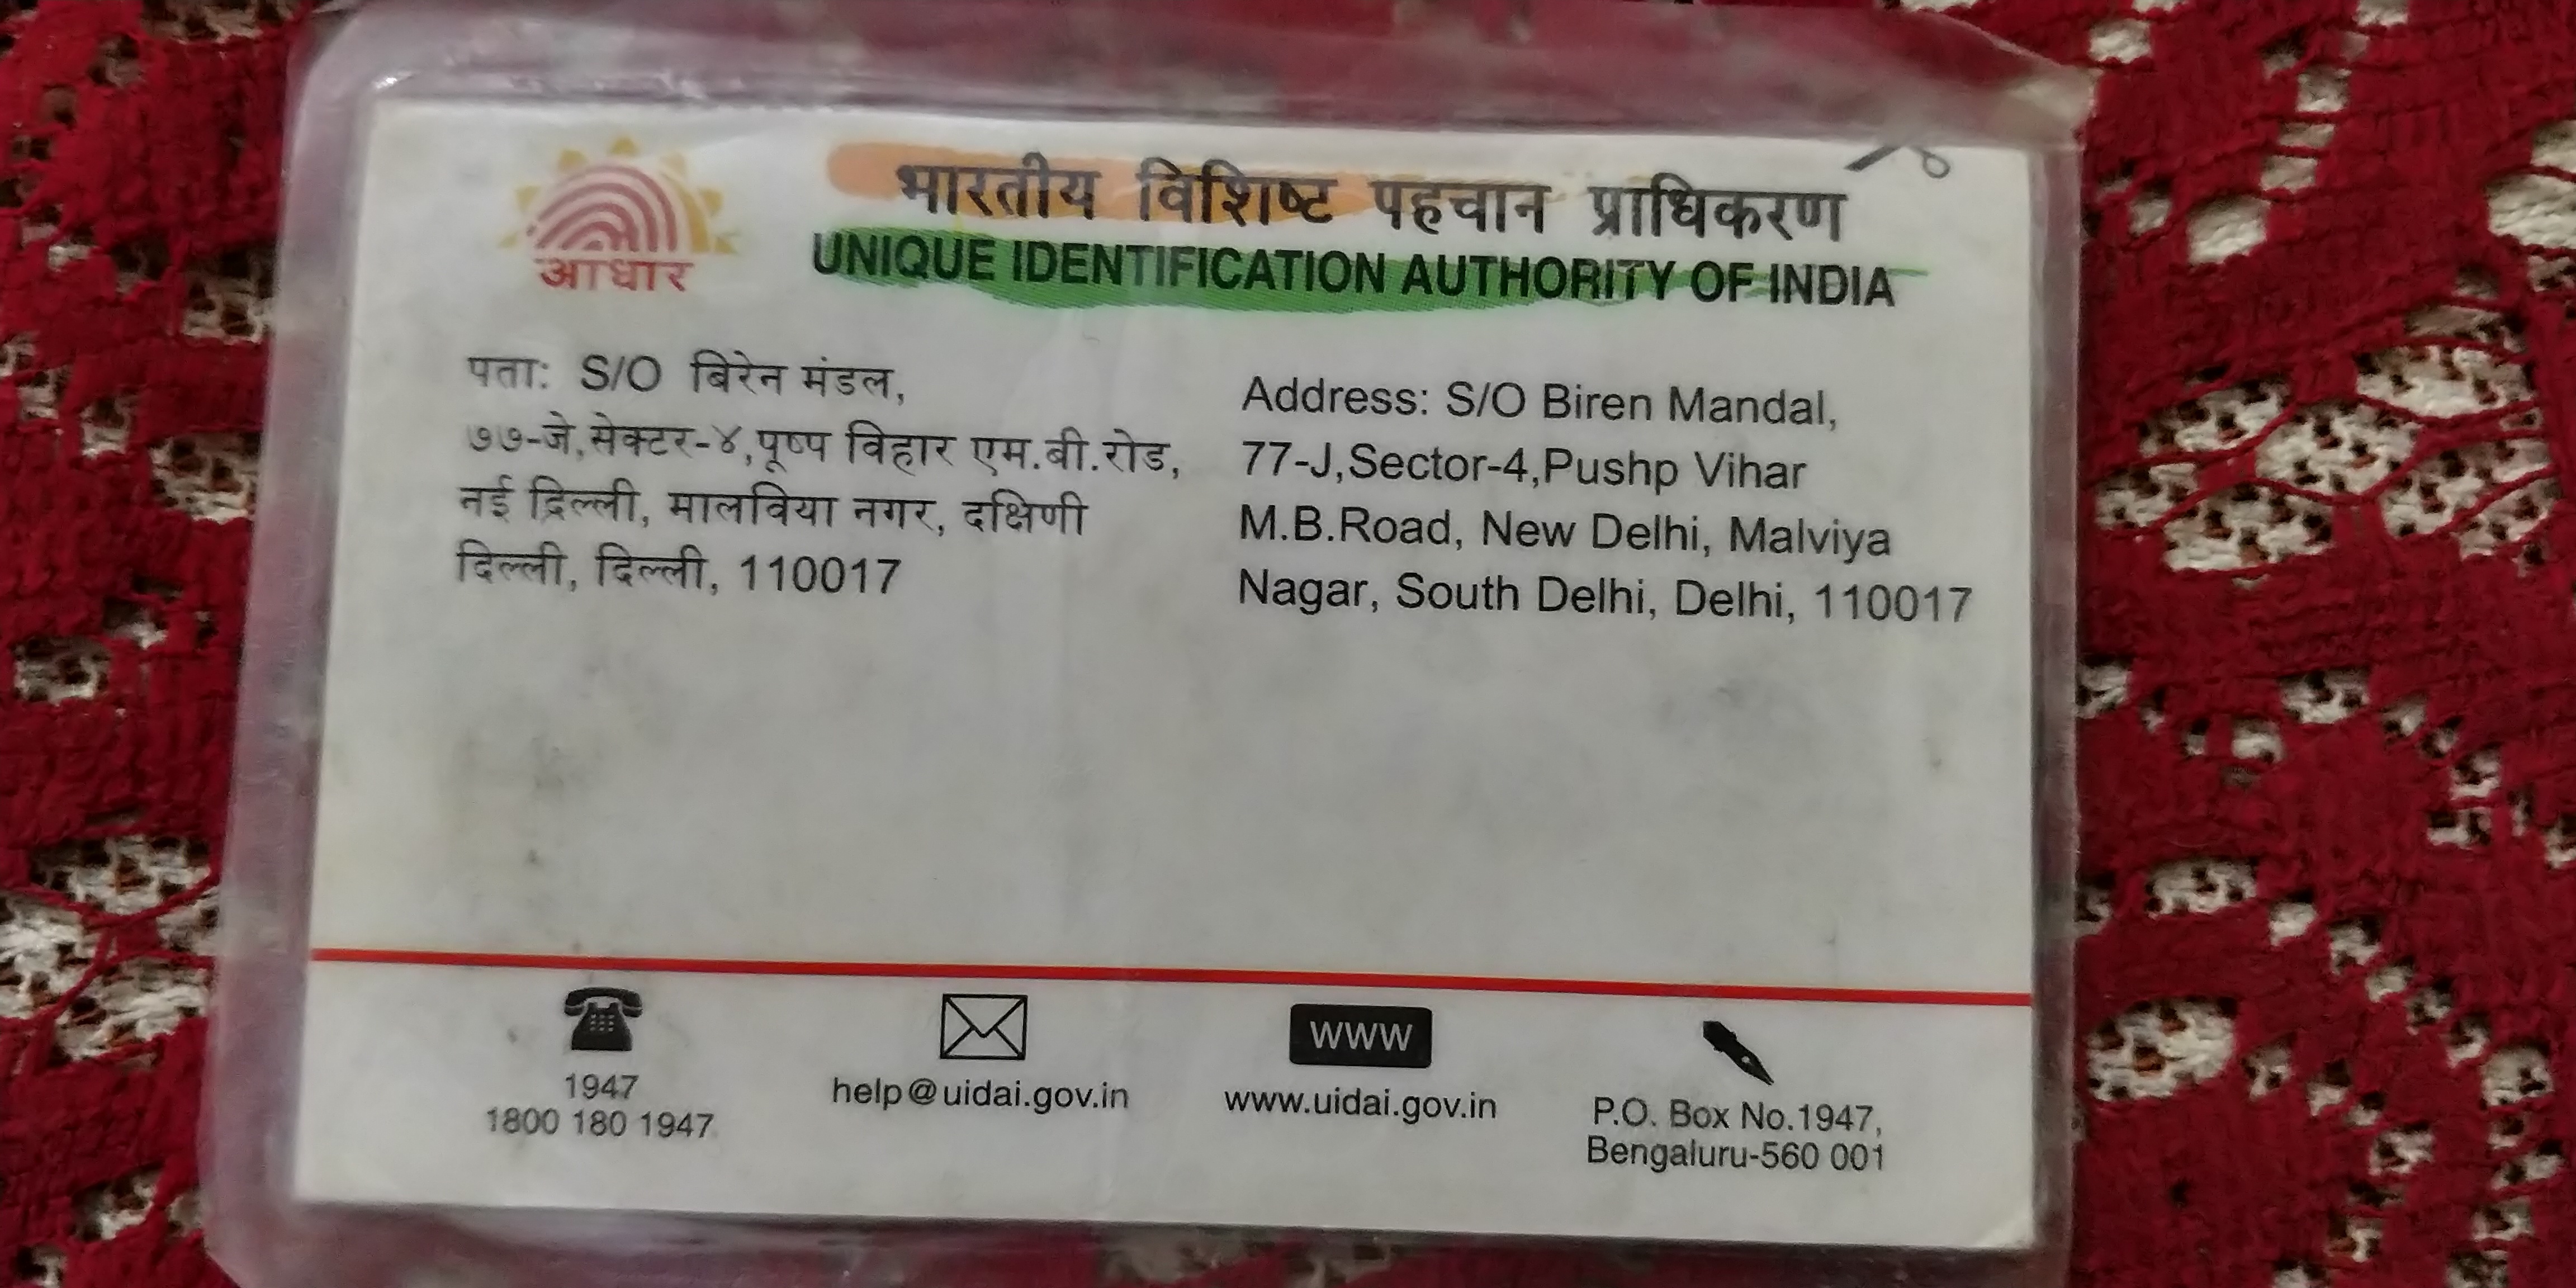 आधार
भारतीय विशिष्ट पहचान प्राधिकरण
UNIQUE IDENTIFICATION AUTHORITY OF INDIA
पता: S/O बिरेन मंडल,
७७-जे,सेक्टर-४,पूष्प विहार एम.बी.रोड,
नई दिल्ली, मालविया नगर, दक्षिणी
दिल्ली, दिल्ली, 110017
Address: S/O Biren Mandal,
77-J,Sector-4,Pushp Vihar
M.B.Road, New Delhi, Malviya
Nagar, South Delhi, Delhi, 110017
1947
1800 180 1947
help@uidai.gov.in
www
www.uidai.gov.in
P.O. Box No.1947,
Bengaluru-560 001